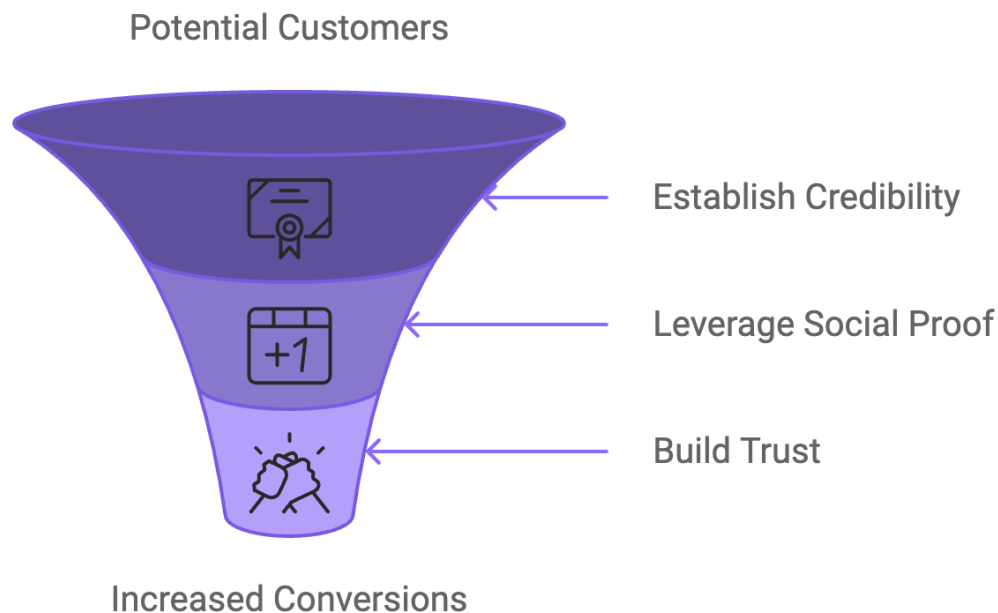 Potential Customers
Establish Credibility
+1
Leverage Social Proof
Build Trust
Increased Conversions